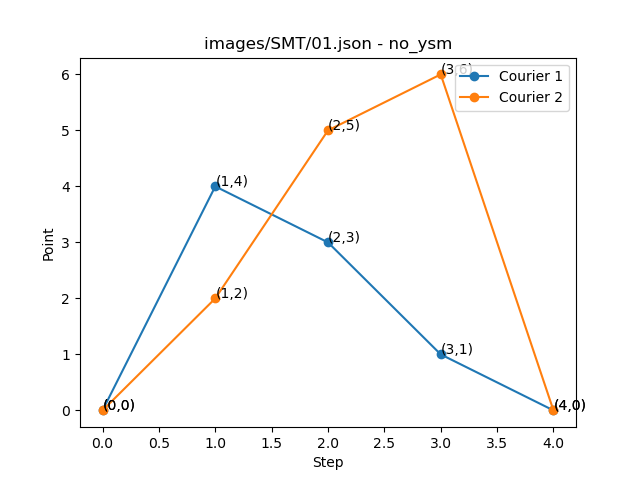 images/SMT/01.json - no_ysm
Courier 1
Courier 2
(3,6)
(2,5)
(1,4)
(2,3)
(1,2)
(3,1)
(0,0)
(4,0)
6
5
4
3
2
1
0
Point
0.0 0.5 1.0 1.5 2.0 2.5 3.0 3.5 4.0
Step